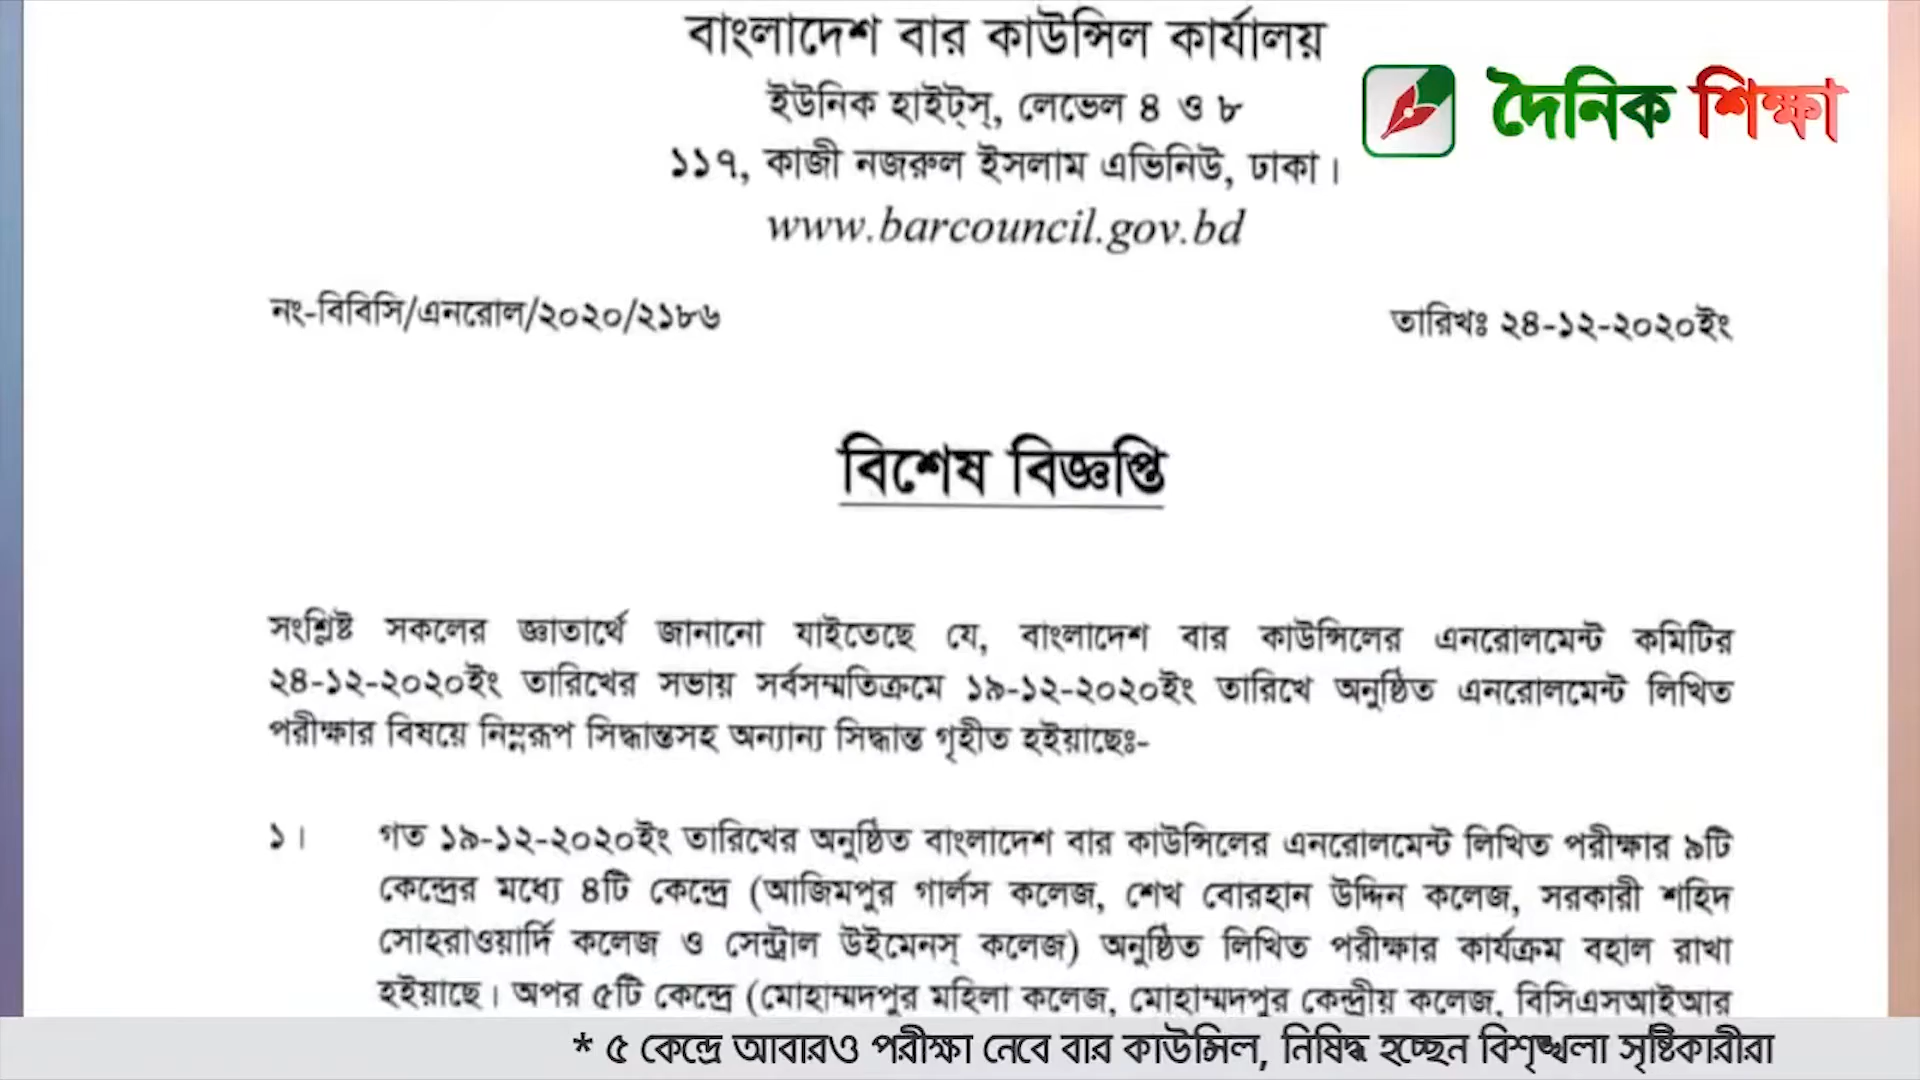 বাংলাদেশ বার কাউন্সিল কার্যালয়
ইউনিক হাইট্স্, লেভেল ৪ ও ৮
১১৭, কাজী নজরুল ইসলাম এভিনিউ, ঢাকা।
www.barcouncil.gov.bd
দৈনিক শিক্ষা
নং-বিবিসি/এনরোল/২০২০/২১৮৬
তারিখঃ ২৪-১২-২০২০ইং
বিশেষ বিজ্ঞপ্তি
সংশ্লিষ্ট সকলের জ্ঞাতার্থে জানানো যাইতেছে যে, বাংলাদেশ বার কাউন্সিলের এনরোলমেন্ট কমিটির
২৪-১২-২০২০ইং তারিখের সভায় সর্বসম্মতিক্রমে ১৯-১২-২০২০ইং তারিখে অনুষ্ঠিত এনরোলমেন্ট লিখিত
পরীক্ষার বিষয়ে নিম্নরূপ সিদ্ধান্তসহ অন্যান্য সিদ্ধান্ত গৃহীত হইয়াছেঃ-
১। গত ১৯-১২-২০২০ইং তারিখের অনুষ্ঠিত বাংলাদেশ বার কাউন্সিলের এনরোলমেন্ট লিখিত পরীক্ষার ৯টি
কেন্দ্রের মধ্যে ৪টি কেন্দ্রে (আজিমপুর গার্লস কলেজ, শেখ বোরহান উদ্দিন কলেজ, সরকারী শহিদ
সোহরাওয়ার্দি কলেজ ও সেন্ট্রাল উইমেনস্ কলেজ) অনুষ্ঠিত লিখিত পরীক্ষার কার্যক্রম বহাল রাখা
হইয়াছে। অপর ৫টি কেন্দ্রে (মোহাম্মদপুর মহিলা কলেজ, মোহাম্মদপুর কেন্দ্রীয় কলেজ, বিসিএসআইআর
* ৫ কেন্দ্রে আবারও পরীক্ষা নেবে বার কাউন্সিল, নিষিদ্ধ হচ্ছেন বিশৃঙ্খলা সৃষ্টিকারীরা